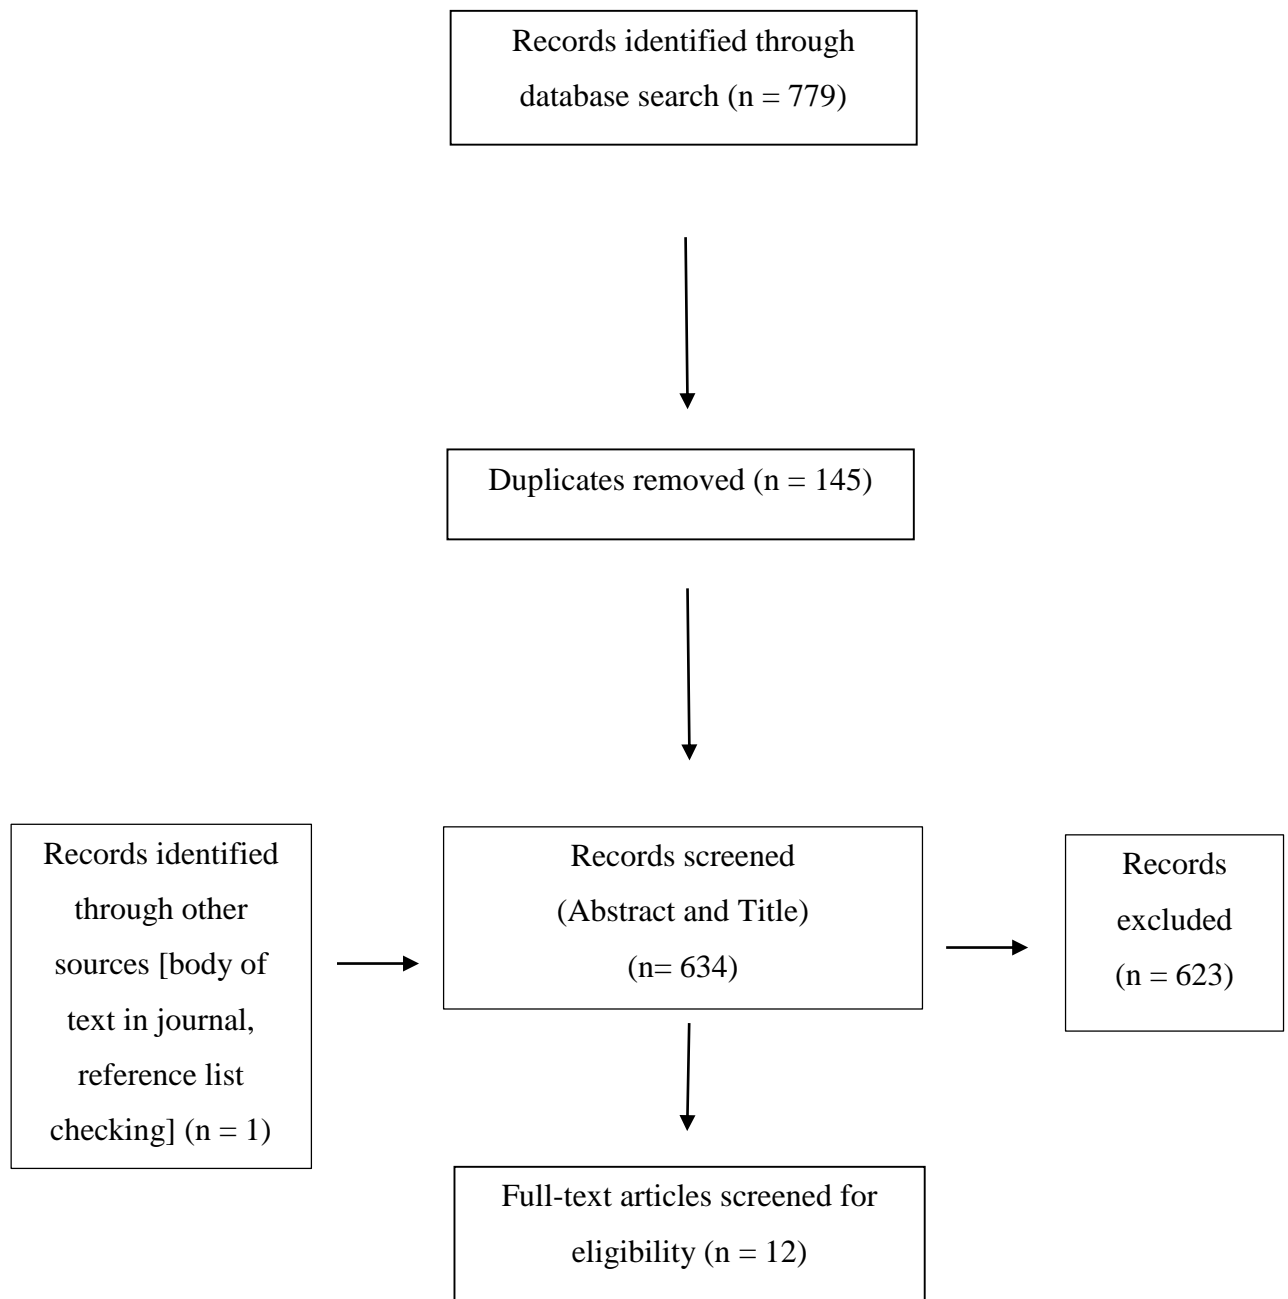 Records identified through
database search (n = 779)
Duplicates removed (n = 145)
Records identified
through other
sources [body of
text in journal,
reference list
checking] (n = 1)
Records screened
(Abstract and Title)
(n= 634)
Records
excluded
(n = 623)
Full-text articles screened for
eligibility (n = 12)